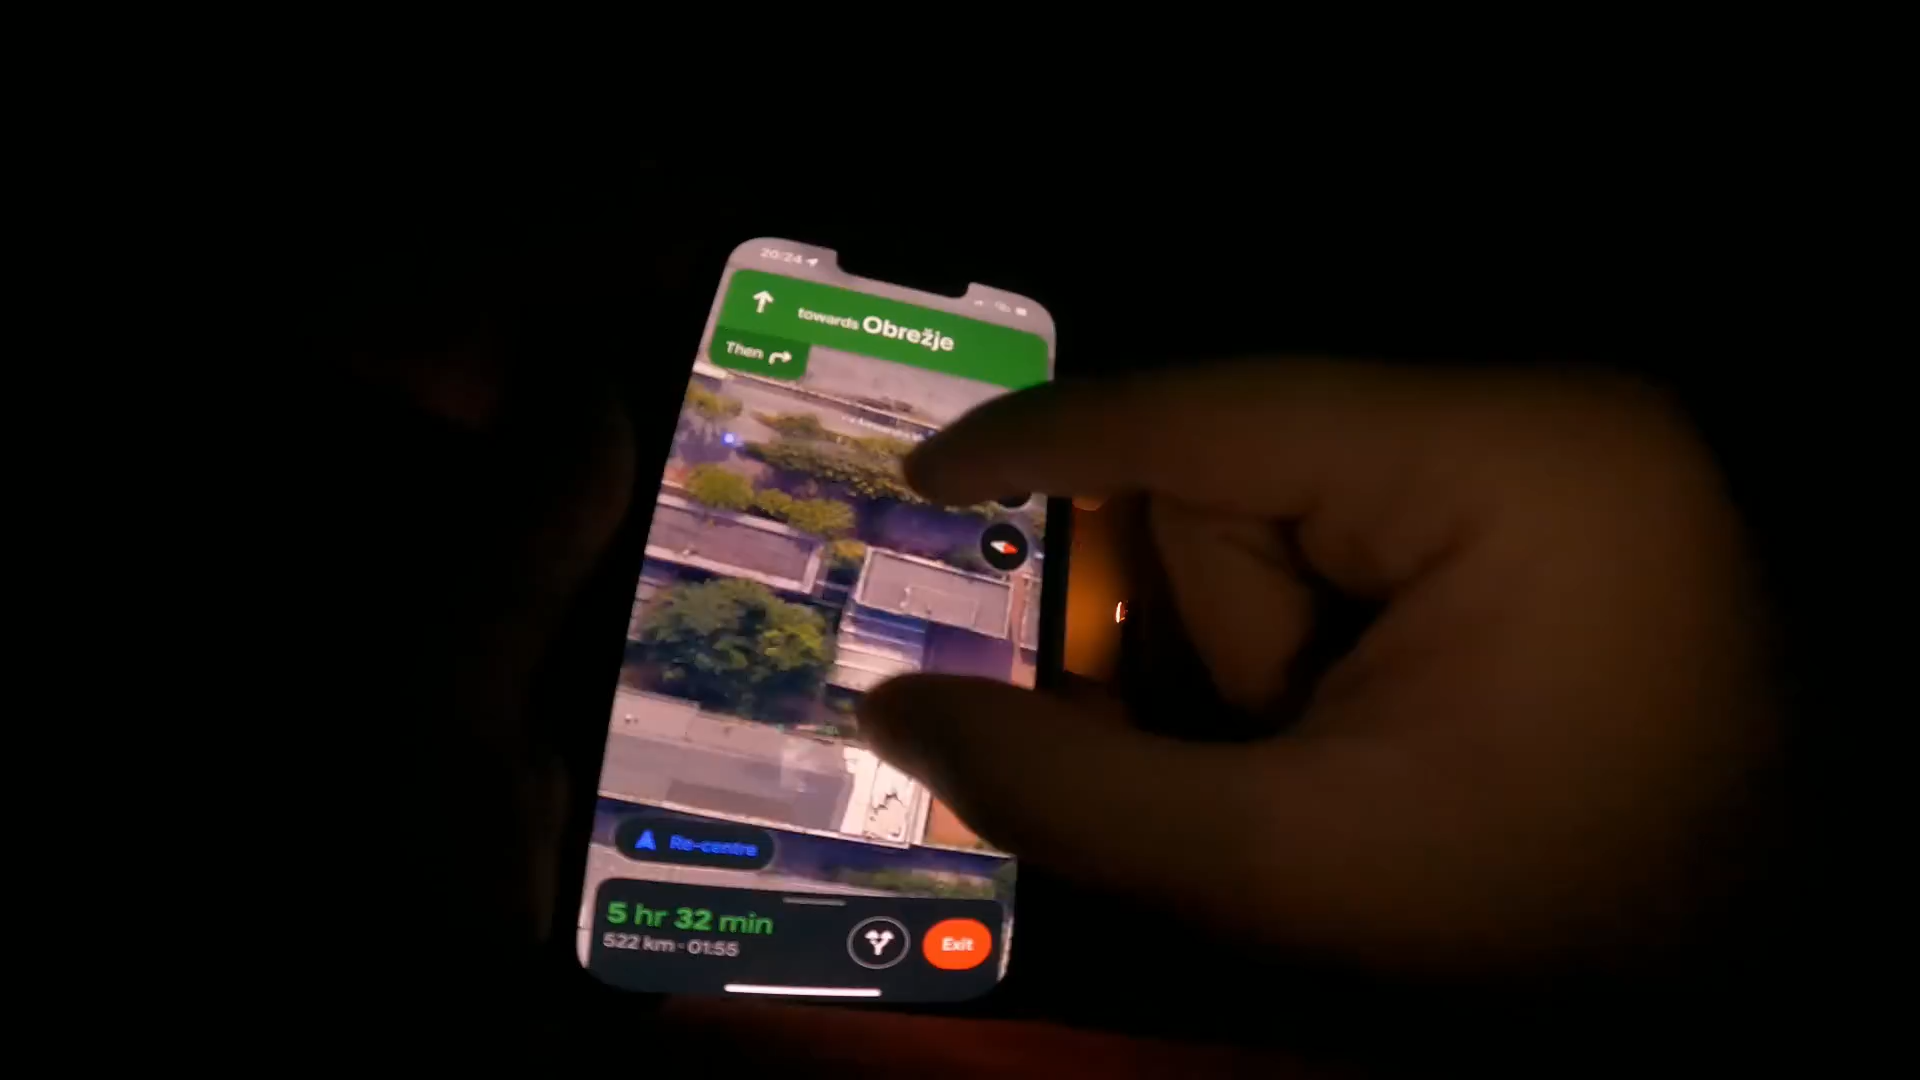 20:24
towards Obrežje
Then
Re-centre
5 hr 32 min
522 km · 01:55
Exit